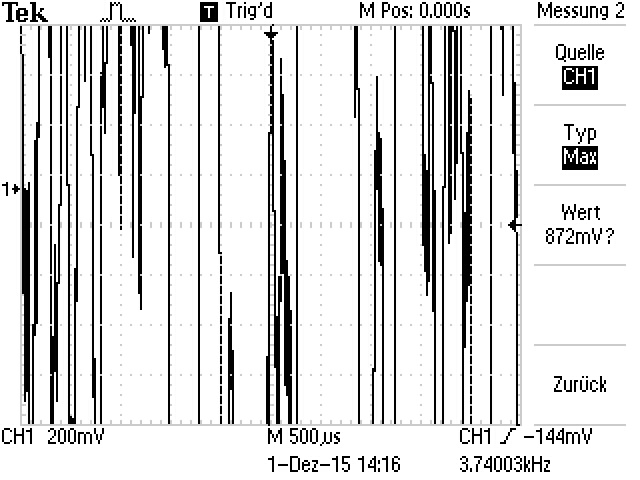 Tek T Trig'd M Pos: 0.000s Messung 2
Quelle
CH1
Typ
Max
1
Wert
872mV?
Zurück
CH1 200mV M 500µs CH1 -144mV
1-Dez-15 14:16 3.74003kHz